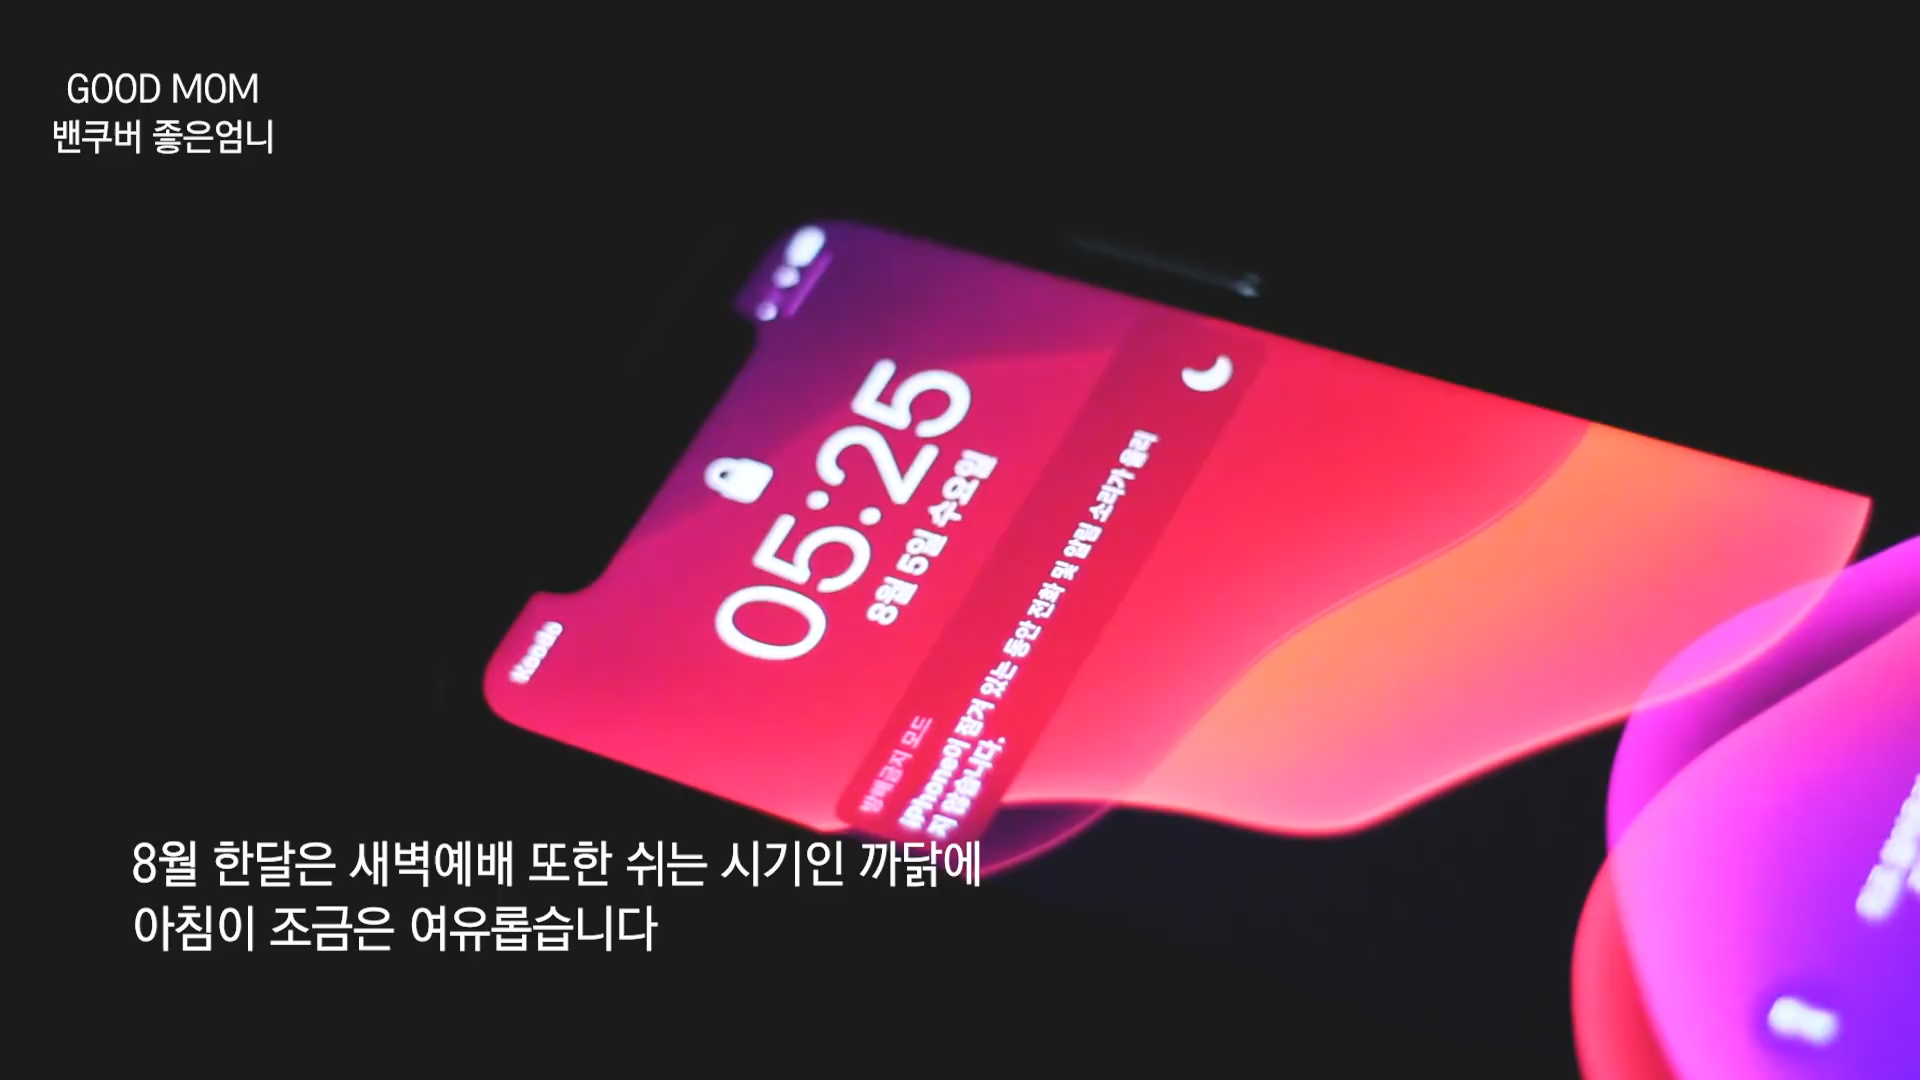 GOOD MOM
밴쿠버 좋은엄니
Koodo
05:25
8월 5일 수요일
방해금지 모드
iPhone이 잠겨 있는 동안 전화 및 알림 소리가 울리
지 않습니다.
8월 한달은 새벽예배 또한 쉬는 시기인 까닭에
아침이 조금은 여유롭습니다